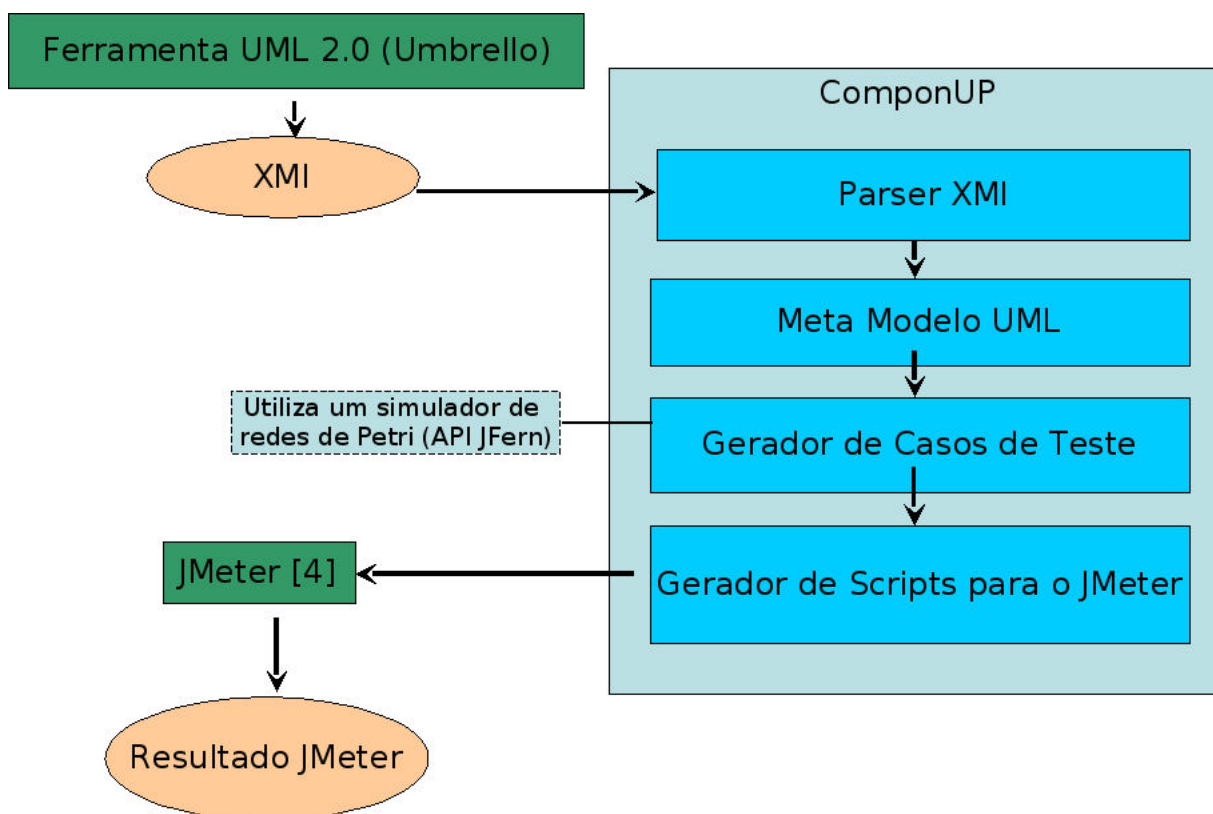 Ferramenta UML 2.0 (Umbrello)
ComponUP
XMI
Parser XMI
Meta Modelo UML
Utiliza um simulador de
redes de Petri (API JFern)
Gerador de Casos de Teste
JMeter [4]
Gerador de Scripts para o JMeter
Resultado JMeter